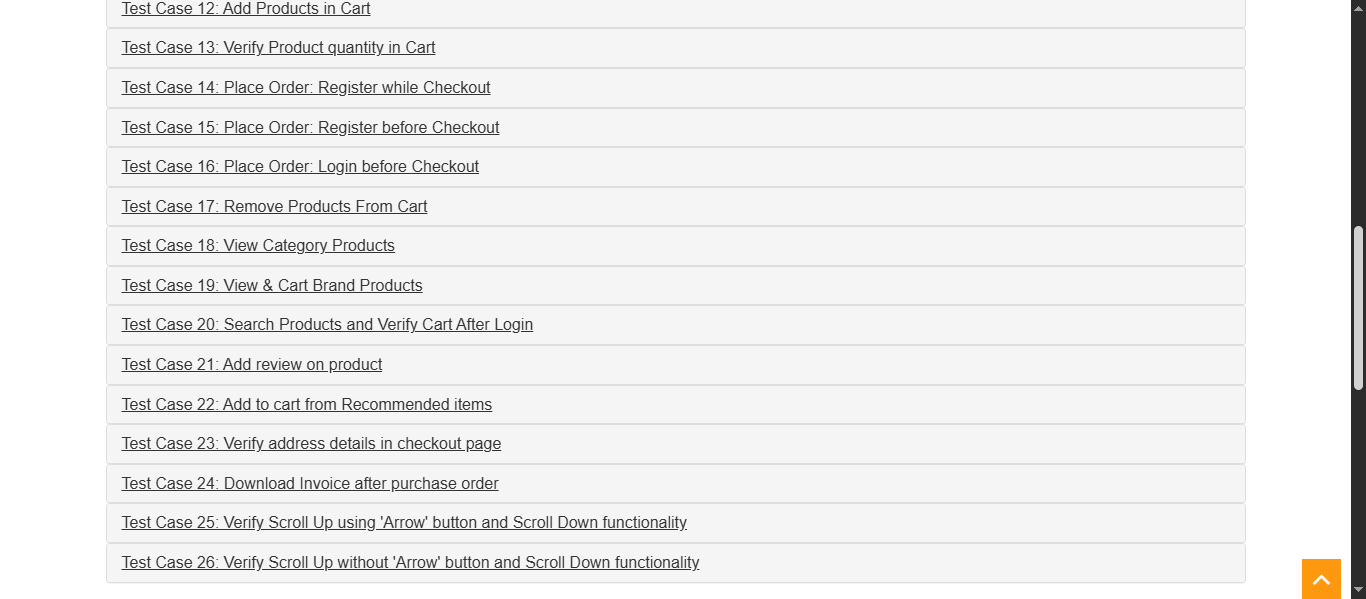 Test Case 12: Add Products in Cart
Test Case 13: Verify Product quantity in Cart
Test Case 14: Place Order: Register while Checkout
Test Case 15: Place Order: Register before Checkout
Test Case 16: Place Order: Login before Checkout
Test Case 17: Remove Products From Cart
Test Case 18: View Category Products
Test Case 19: View & Cart Brand Products
Test Case 20: Search Products and Verify Cart After Login
Test Case 21: Add review on product
Test Case 22: Add to cart from Recommended items
Test Case 23: Verify address details in checkout page
Test Case 24: Download Invoice after purchase order
Test Case 25: Verify Scroll Up using 'Arrow' button and Scroll Down functionality
Test Case 26: Verify Scroll Up without 'Arrow' button and Scroll Down functionality